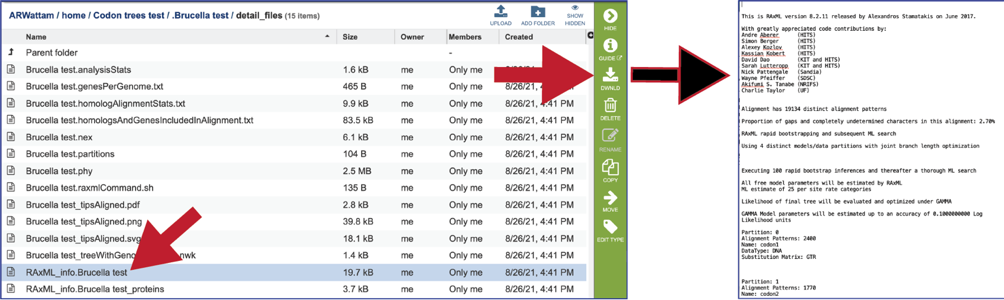 ARWattam / home / Codon trees test / .Brucella test / detail_files (15 items)
UPLOAD
ADD FOLDER
SHOW HIDDEN
Name Size Owner Members Created
Parent folder -
Brucella test.analysisStats 1.6 kB me Only me
Brucella test.genesPerGenome.txt 465 B me Only me
Brucella test.homologAlignmentStats.txt 9.9 kB me Only me 4:41 PM
Brucella test.homologsAndGenesIncludedInAlignment.txt 83.5 kB me Only me 8/26/21, 4:41 PM
Brucella test.nex 6.1 kB me Only me 8/26/21, 4:41 PM
Brucella test.partitions 104 B me Only me 8/26/21, 4:41 PM
Brucella test.phy 2.5 MB me Only me 8/26/21, 4:41 PM
Brucella test.raxmlCommand.sh 135 B me Only me 8/26/21, 4:41 PM
Brucella test_tipsAligned.pdf 2.8 kB me Only me 8/26/21, 4:41 PM
Brucella test_tipsAligned.png 39.8 kB me Only me 8/26/21, 4:41 PM
Brucella test_tipsAligned.svg 18.1 kB me Only me 8/26/21, 4:41 PM
Brucella test_treeWithGeno nwk 1.3 kB me Only me 8/26/21, 4:41 PM
RAxML_info.Brucella test 19.7 kB me Only me 8/26/21, 4:41 PM
RAxML_info.Brucella test_proteins 3.7 kB me Only me 8/26/21, 4:41 PM
HIDE
GUIDE
DWNLD
DELETE
RENAME
COPY
MOVE
EDIT TYPE
This is RAxML version 8.2.11 released by Alexandros Stamatakis on June 2017.
With greatly appreciated code contributions by:
Andre Aberer (HITS)
Simon Berger (HITS)
Alexey Kozlov (HITS)
Kassian Kobert (HITS)
David Dao (KIT and HITS)
Sarah Lutteropp (KIT and HITS)
Nick Pattengale (Sandia)
Wayne Pfeiffer (SDSC)
Akifumi S. Tanabe (NRIFS)
Charlie Taylor (UF)
Alignment has 19134 distinct alignment patterns
Proportion of gaps and completely undetermined characters in this alignment: 2.70%
RAxML rapid bootstrapping and subsequent ML search
Using 4 distinct models/data partitions with joint branch length optimization
Executing 100 rapid bootstrap inferences and thereafter a thorough ML search
All free model parameters will be estimated by RAxML
ML estimate of 25 per site rate categories
Likelihood of final tree will be evaluated and optimized under GAMMA
GAMMA Model parameters will be estimated up to an accuracy of 0.1000000000 Log
Likelihood units
Partition: 0
Alignment Patterns: 2400
Name: codon1
DataType: DNA
Substitution Matrix: GTR
Partition: 1
Alignment Patterns: 1770
Name: codon2